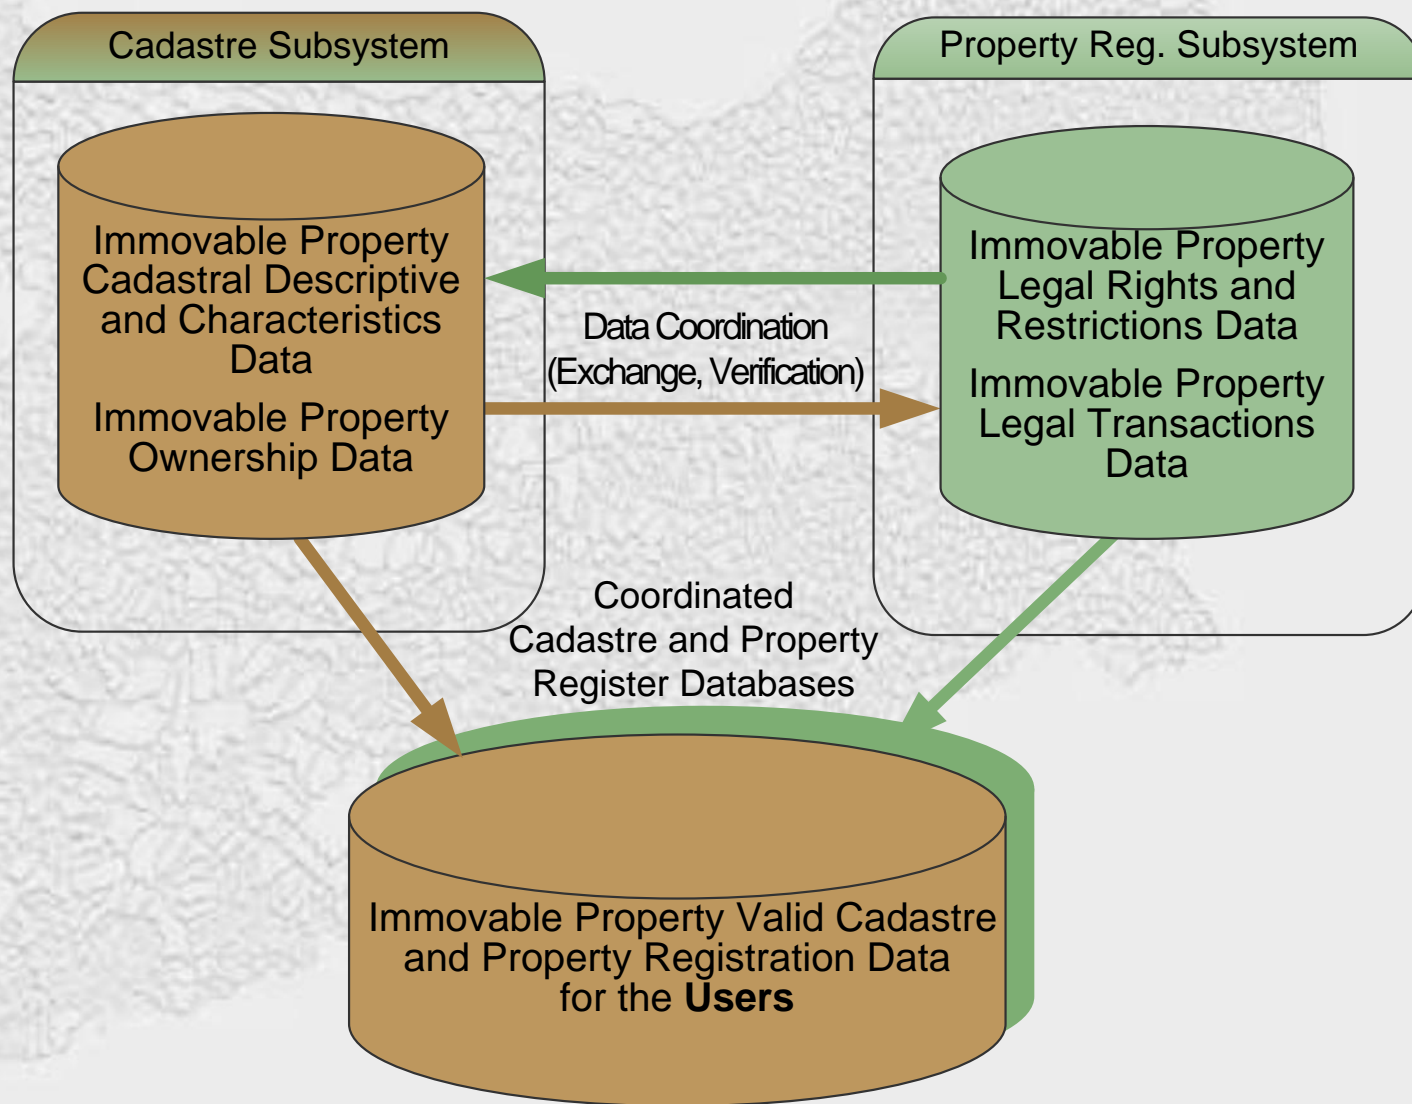 Cadastre Subsystem
Property Reg. Subsystem
Immovable Property
Cadastral Descriptive
and Characteristics
Data
Immovable Property
Ownership Data
Data Coordination
(Exchange, Verification)
Immovable Property
Legal Rights and
Restrictions Data
Immovable Property
Legal Transactions
Data
Coordinated
Cadastre and Property
Register Databases
Immovable Property Valid Cadastre
and Property Registration Data
for the Users